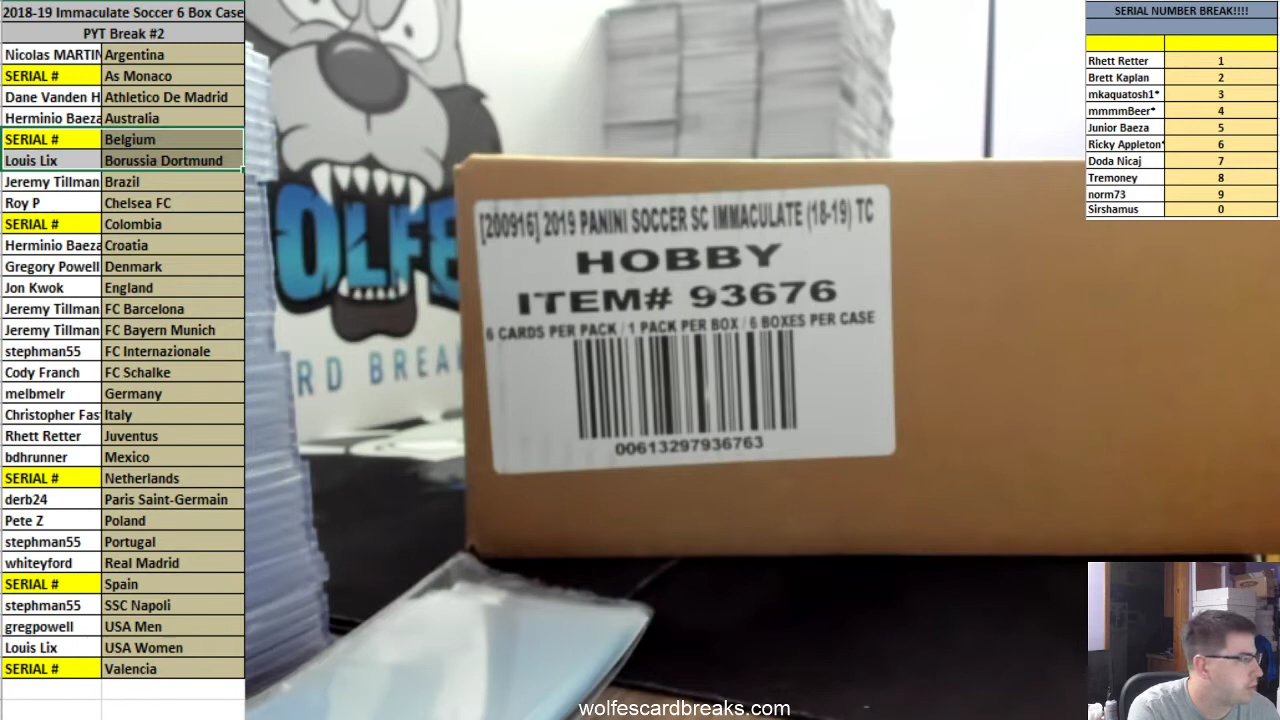 2018-19 Immaculate Soccer 6 Box Case
PYT Break #2
Nicolas MARTIN Argentina
SERIAL # As Monaco
Dane Vanden H Athletico De Madrid
Herminio Baeza Australia
SERIAL # Belgium
Louis Lix Borussia Dortmund
Jeremy Tillman Brazil
Roy P Chelsea FC
SERIAL # Colombia
Herminio Baeza Croatia
Gregory Powell Denmark
Jon Kwok England
Jeremy Tillman FC Barcelona
Jeremy Tillman FC Bayern Munich
stephman55 FC Internazionale
Cody Franch FC Schalke
melbmelr Germany
Christopher Fas Italy
Rhett Retter Juventus
bdhrunner Mexico
SERIAL # Netherlands
derb24 Paris Saint-Germain
Pete Z Poland
stephman55 Portugal
whiteyford Real Madrid
SERIAL # Spain
stephman55 SSC Napoli
gregpowell USA Men
Louis Lix USA Women
SERIAL # Valencia
OLFE
RD BREA
[200916] 2019 PANINI SOCCER SC IMMACULATE (18-19) TC
HOBBY
ITEM# 93676
6 CARDS PER PACK / 1 PACK PER BOX / 6 BOXES PER CASE
00613297936763
SERIAL NUMBER BREAK!!!!
Rhett Retter 1
Brett Kaplan 2
mkaquatosh1* 3
mmmmBeer* 4
Junior Baeza 5
Ricky Appleton* 6
Doda Nicaj 7
Tremoney 8
norm73 9
Sirshamus 0
wolfescardbreaks.com